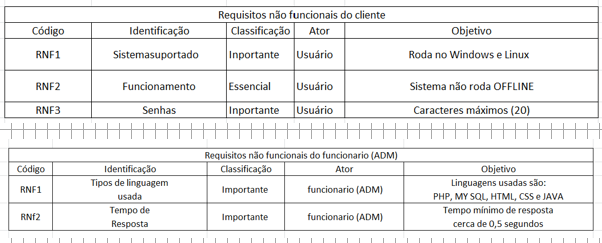 Requisitos não funcionais do cliente
Código Identificação Classificação Ator Objetivo
RNF1 Sistemasuportado Importante Usuário Roda no Windows e Linux
RNF2 Funcionamento Essencial Usuário Sistema não roda OFFLINE
RNF3 Senhas Importante Usuário Caracteres máximos (20)
Requisitos não funcionais do funcionario (ADM)
Código Identificação Classificação Ator Objetivo
RNF1 Tipos de linguagem usada Importante funcionario (ADM) Linguagens usadas são: PHP, MY SQL, HTML, CSS e JAVA
RNf2 Tempo de Resposta Importante funcionario (ADM) Tempo mínimo de resposta cerca de 0,5 segundos